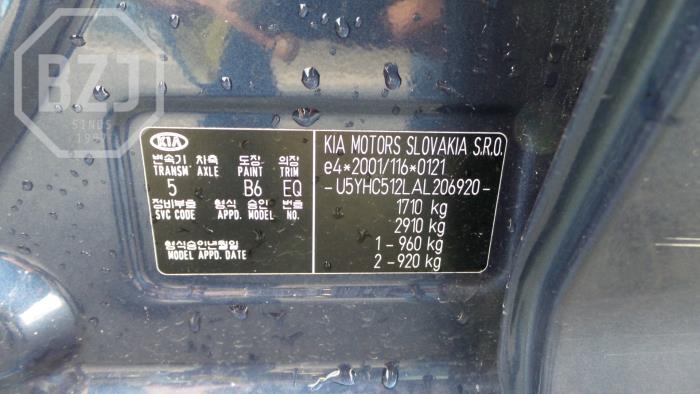 BZJ
SINDS
KIA
변속기 차축 도장 의장
TRANSM' AXLE PAINT TRIM
5 B6 EQ
정비부호 형식 승인 번호
SVC CODE APPD. MODEL NO.
형식승인년월일
MODEL APPD. DATE
KIA MOTORS SLOVAKIA S.R.O.
e4*2001/116*0121
-U5YHC512LAL206920-
1710 kg
2910 kg
1 - 960 kg
2 - 920 kg